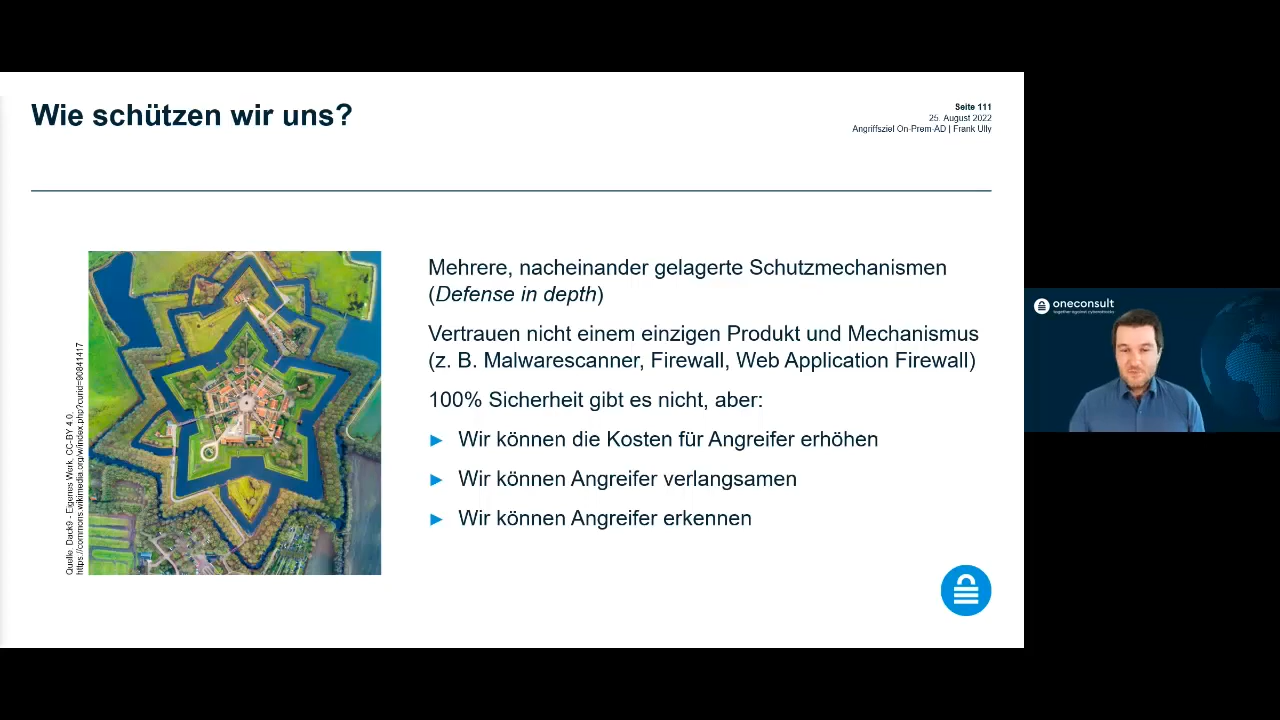 Wie schützen wir uns?
Seite 111
25. August 2022
Angriffsziel On-Prem-AD | Frank Ully
Quelle: Dack9 - Eigenes Werk, CC-BY 4.0,
https://commons.wikimedia.org/w/index.php?curid=90841417
Mehrere, nacheinander gelagerte Schutzmechanismen
(Defense in depth)
Vertrauen nicht einem einzigen Produkt und Mechanismus
(z. B. Malwarescanner, Firewall, Web Application Firewall)
100% Sicherheit gibt es nicht, aber:
► Wir können die Kosten für Angreifer erhöhen
► Wir können Angreifer verlangsamen
► Wir können Angreifer erkennen
oneconsult
together against cyberattacks